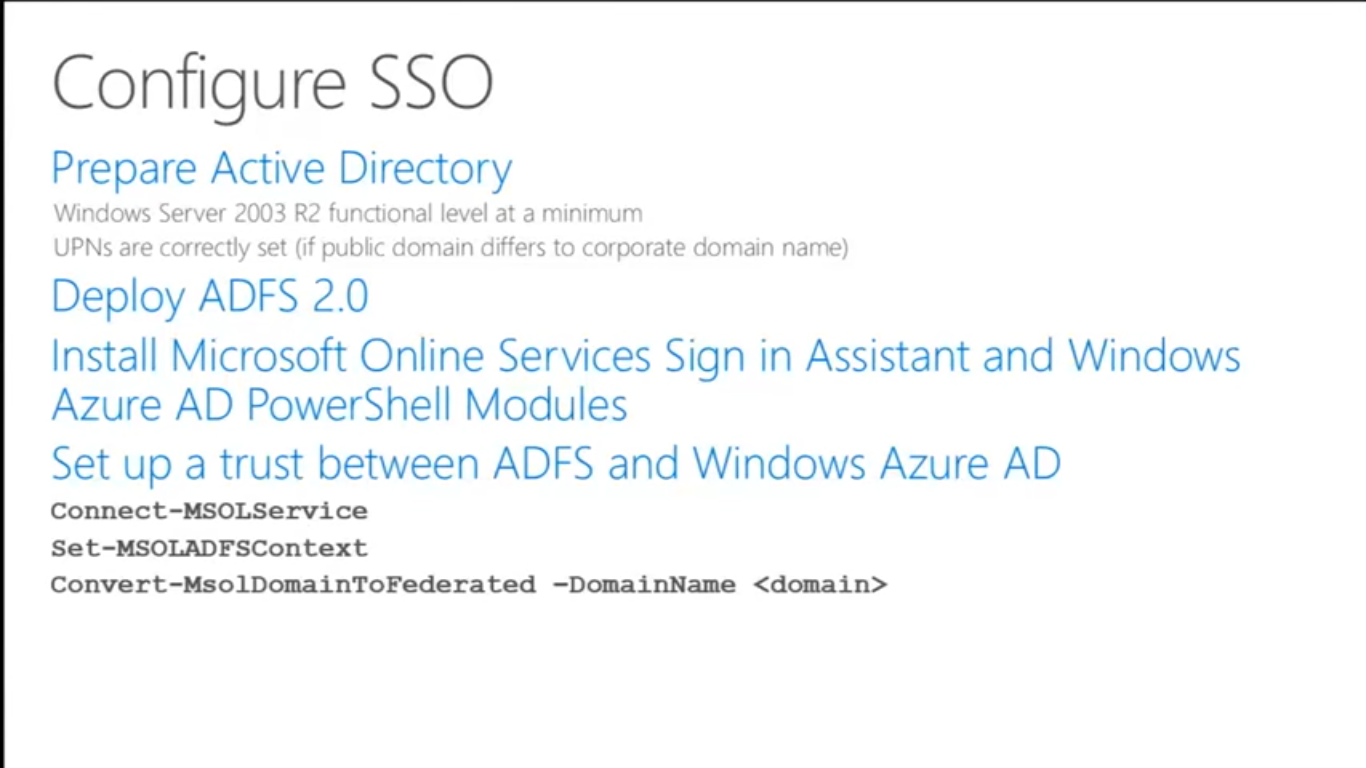 Configure SSO
Prepare Active Directory
Windows Server 2003 R2 functional level at a minimum
UPNs are correctly set (if public domain differs to corporate domain name)
Deploy ADFS 2.0
Install Microsoft Online Services Sign in Assistant and Windows
Azure AD PowerShell Modules
Set up a trust between ADFS and Windows Azure AD
Connect-MSOLService
Set-MSOLADFSContext
Convert-MsolDomainToFederated –DomainName <domain>